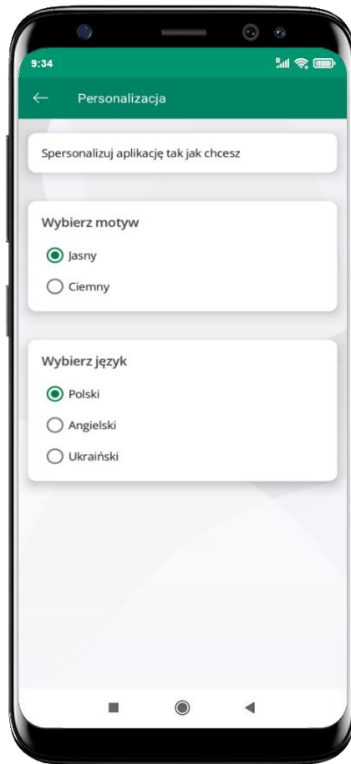 9:34
Personalizacja
Spersonalizuj aplikację tak jak chcesz
Wybierz motyw
Jasny
Ciemny
Wybierz język
Polski
Angielski
Ukraiński